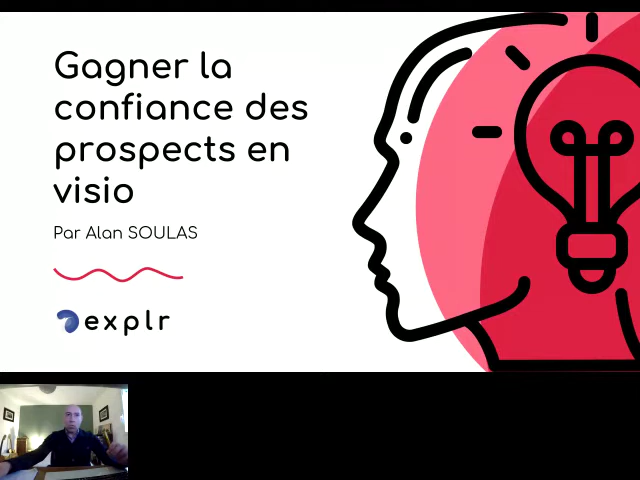 Gagner la
confiance des
prospects en
visio
Par Alan SOULAS
explr